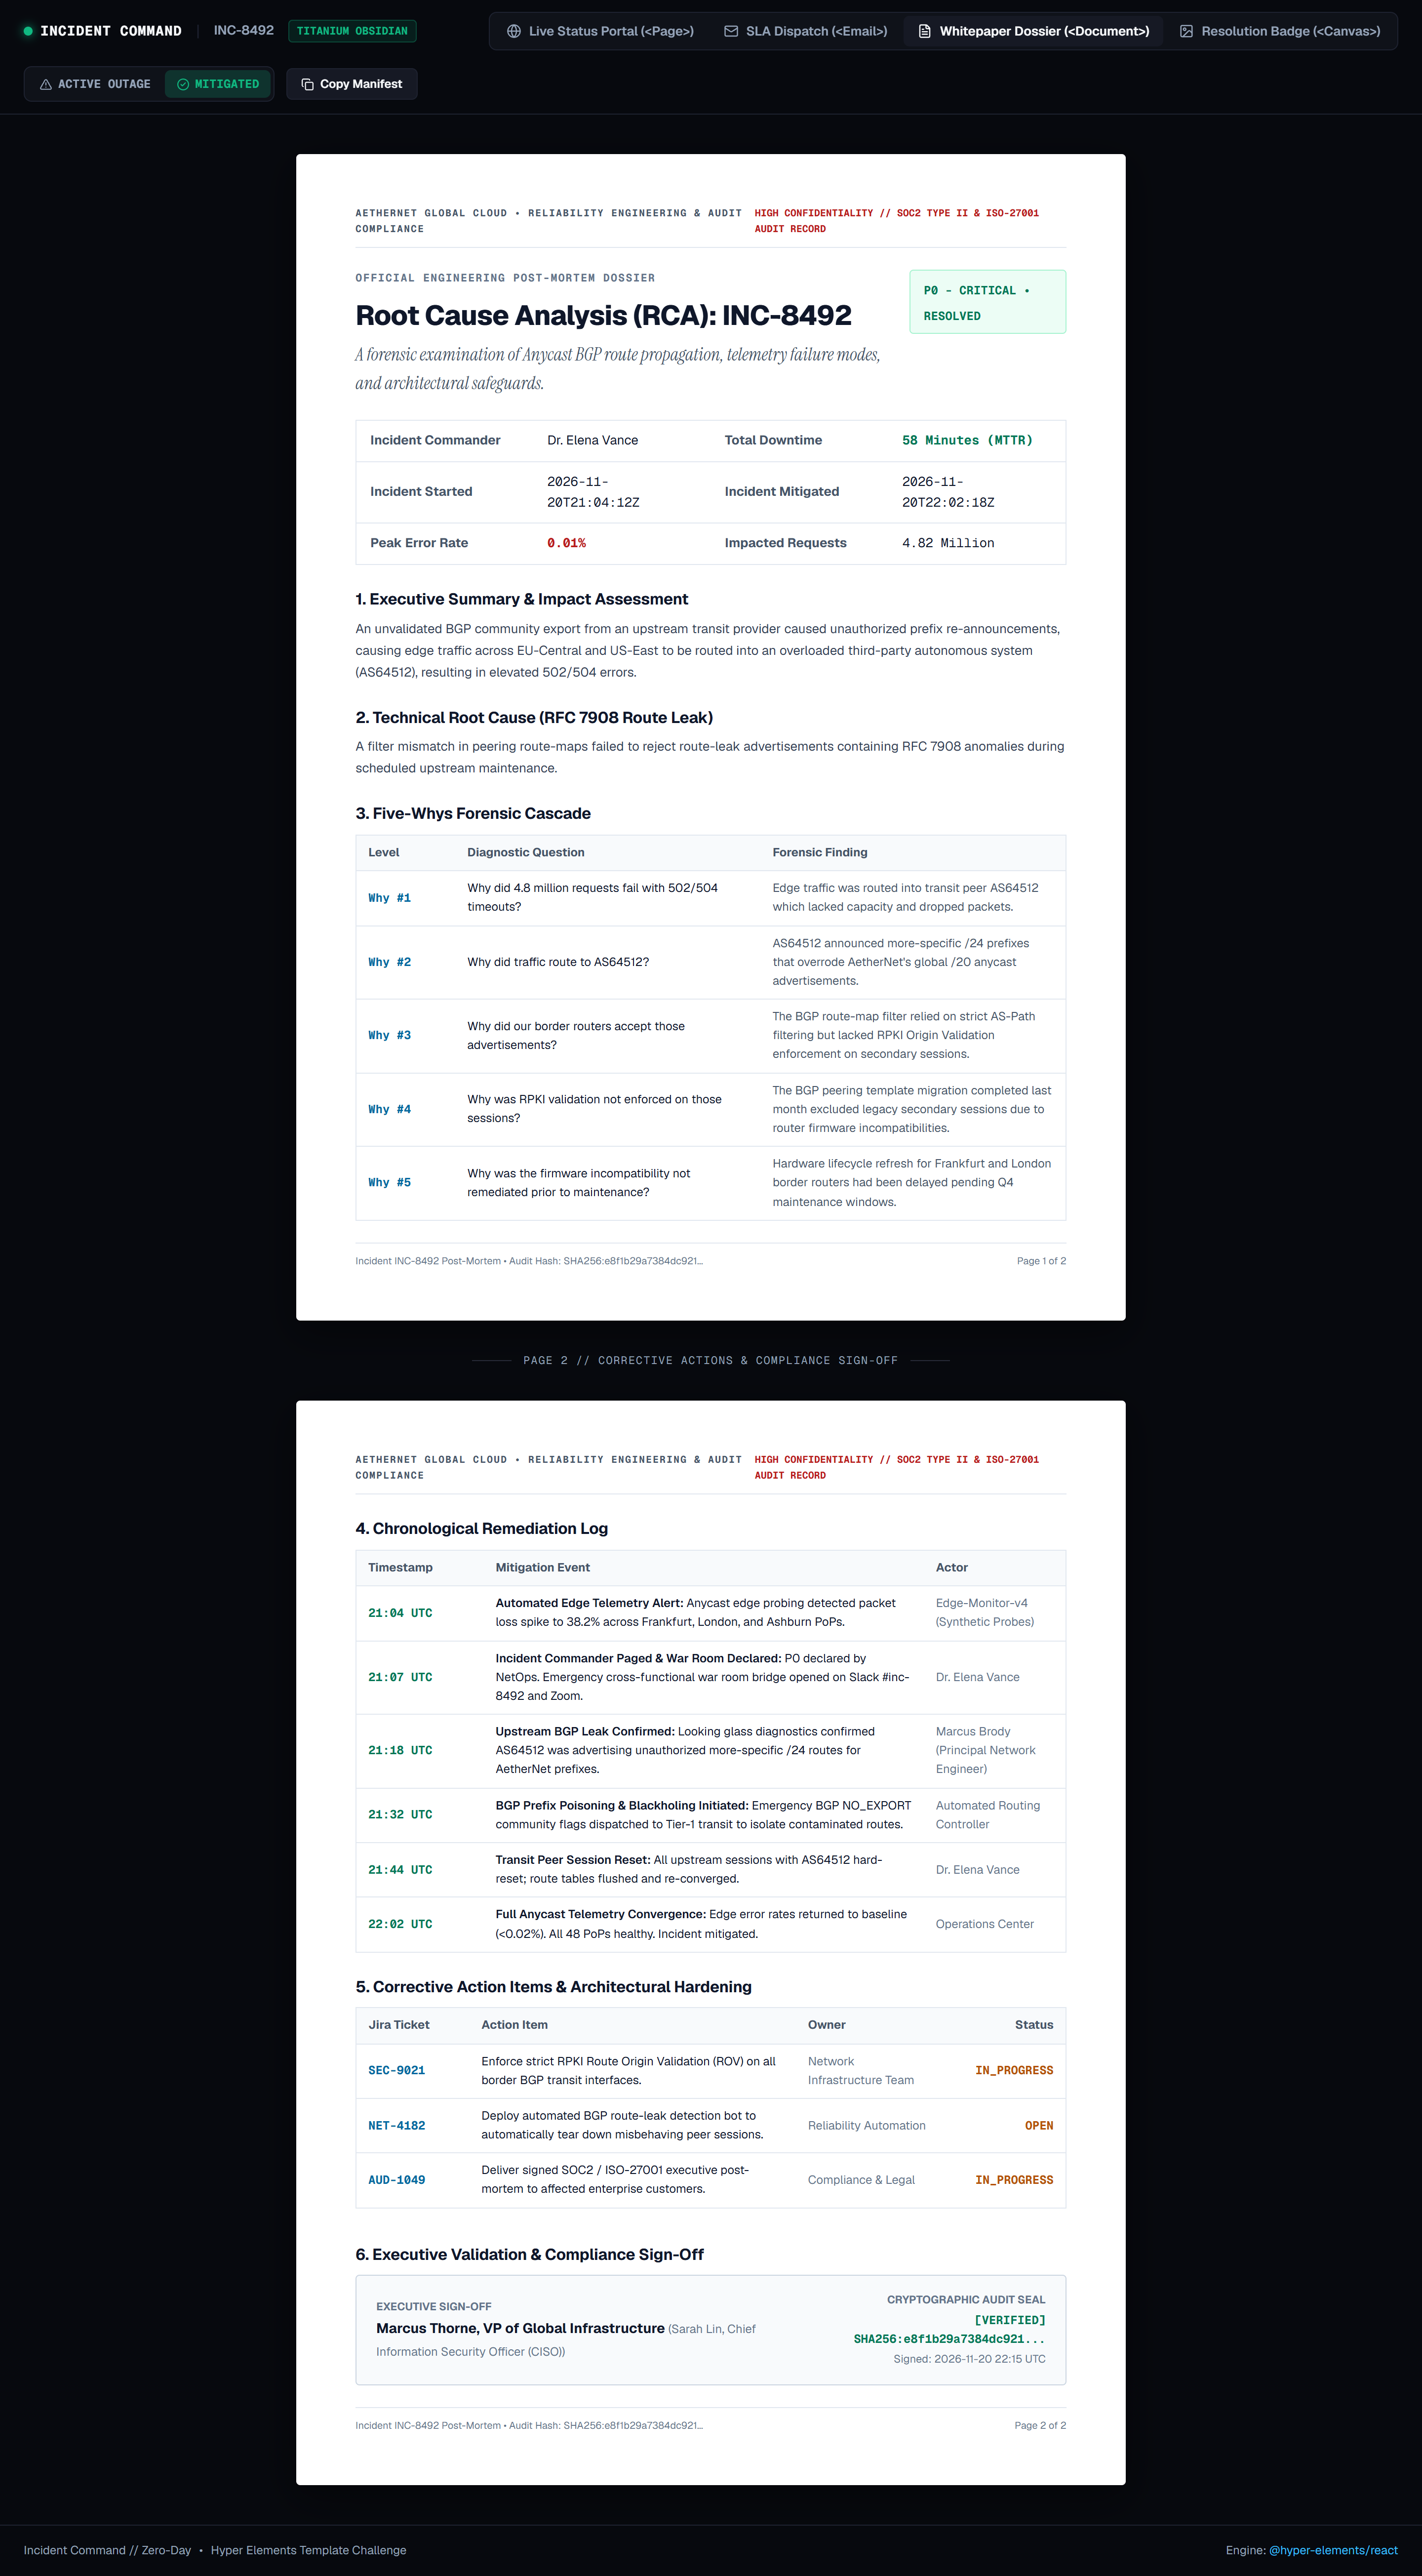 INCIDENT COMMAND
INC-8492
TITANIUM OBSIDIAN
Live Status Portal (<Page>)
SLA Dispatch (<Email>)
Whitepaper Dossier (<Document>)
Resolution Badge (<Canvas>)
ACTIVE OUTAGE
MITIGATED
Copy Manifest
AETHERNET GLOBAL CLOUD • RELIABILITY ENGINEERING & AUDIT
COMPLIANCE
HIGH CONFIDENTIALITY // SOC2 TYPE II & ISO-27001
AUDIT RECORD
OFFICIAL ENGINEERING POST-MORTEM DOSSIER
Root Cause Analysis (RCA): INC-8492
A forensic examination of Anycast BGP route propagation, telemetry failure modes,
and architectural safeguards.
P0 - CRITICAL •
RESOLVED
Incident Commander
Dr. Elena Vance
Total Downtime
58 Minutes (MTTR)
Incident Started
2026-11-
20T21:04:12Z
Incident Mitigated
2026-11-
20T22:02:18Z
Peak Error Rate
0.01%
Impacted Requests
4.82 Million
1. Executive Summary & Impact Assessment
An unvalidated BGP community export from an upstream transit provider caused unauthorized prefix re-announcements,
causing edge traffic across EU-Central and US-East to be routed into an overloaded third-party autonomous system
(AS64512), resulting in elevated 502/504 errors.
2. Technical Root Cause (RFC 7908 Route Leak)
A filter mismatch in peering route-maps failed to reject route-leak advertisements containing RFC 7908 anomalies during
scheduled upstream maintenance.
3. Five-Whys Forensic Cascade
Level
Diagnostic Question
Forensic Finding
Why #1
Why did 4.8 million requests fail with 502/504
timeouts?
Edge traffic was routed into transit peer AS64512
which lacked capacity and dropped packets.
Why #2
Why did traffic route to AS64512?
AS64512 announced more-specific /24 prefixes
that overrode AetherNet's global /20 anycast
advertisements.
Why #3
Why did our border routers accept those
advertisements?
The BGP route-map filter relied on strict AS-Path
filtering but lacked RPKI Origin Validation
enforcement on secondary sessions.
Why #4
Why was RPKI validation not enforced on those
sessions?
The BGP peering template migration completed last
month excluded legacy secondary sessions due to
router firmware incompatibilities.
Why #5
Why was the firmware incompatibility not
remediated prior to maintenance?
Hardware lifecycle refresh for Frankfurt and London
border routers had been delayed pending Q4
maintenance windows.
Incident INC-8492 Post-Mortem • Audit Hash: SHA256:e8f1b29a7384dc921...
Page 1 of 2
PAGE 2 // CORRECTIVE ACTIONS & COMPLIANCE SIGN-OFF
AETHERNET GLOBAL CLOUD • RELIABILITY ENGINEERING & AUDIT
COMPLIANCE
HIGH CONFIDENTIALITY // SOC2 TYPE II & ISO-27001
AUDIT RECORD
4. Chronological Remediation Log
Timestamp
Mitigation Event
Actor
21:04 UTC
Automated Edge Telemetry Alert: Anycast edge probing detected packet
loss spike to 38.2% across Frankfurt, London, and Ashburn PoPs.
Edge-Monitor-v4
(Synthetic Probes)
21:07 UTC
Incident Commander Paged & War Room Declared: P0 declared by
NetOps. Emergency cross-functional war room bridge opened on Slack #inc-
8492 and Zoom.
Dr. Elena Vance
21:18 UTC
Upstream BGP Leak Confirmed: Looking glass diagnostics confirmed
AS64512 was advertising unauthorized more-specific /24 routes for
AetherNet prefixes.
Marcus Brody
(Principal Network
Engineer)
21:32 UTC
BGP Prefix Poisoning & Blackholing Initiated: Emergency BGP NO_EXPORT
community flags dispatched to Tier-1 transit to isolate contaminated routes.
Automated Routing
Controller
21:44 UTC
Transit Peer Session Reset: All upstream sessions with AS64512 hard-
reset; route tables flushed and re-converged.
Dr. Elena Vance
22:02 UTC
Full Anycast Telemetry Convergence: Edge error rates returned to baseline
(<0.02%). All 48 PoPs healthy. Incident mitigated.
Operations Center
5. Corrective Action Items & Architectural Hardening
Jira Ticket
Action Item
Owner
Status
SEC-9021
Enforce strict RPKI Route Origin Validation (ROV) on all
border BGP transit interfaces.
Network
Infrastructure Team
IN_PROGRESS
NET-4182
Deploy automated BGP route-leak detection bot to
automatically tear down misbehaving peer sessions.
Reliability Automation
OPEN
AUD-1049
Deliver signed SOC2 / ISO-27001 executive post-
mortem to affected enterprise customers.
Compliance & Legal
IN_PROGRESS
6. Executive Validation & Compliance Sign-Off
EXECUTIVE SIGN-OFF
Marcus Thorne, VP of Global Infrastructure (Sarah Lin, Chief
Information Security Officer (CISO))
CRYPTOGRAPHIC AUDIT SEAL
[VERIFIED]
SHA256:e8f1b29a7384dc921...
Signed: 2026-11-20 22:15 UTC
Incident INC-8492 Post-Mortem • Audit Hash: SHA256:e8f1b29a7384dc921...
Page 2 of 2
Incident Command // Zero-Day • Hyper Elements Template Challenge
Engine: @hyper-elements/react